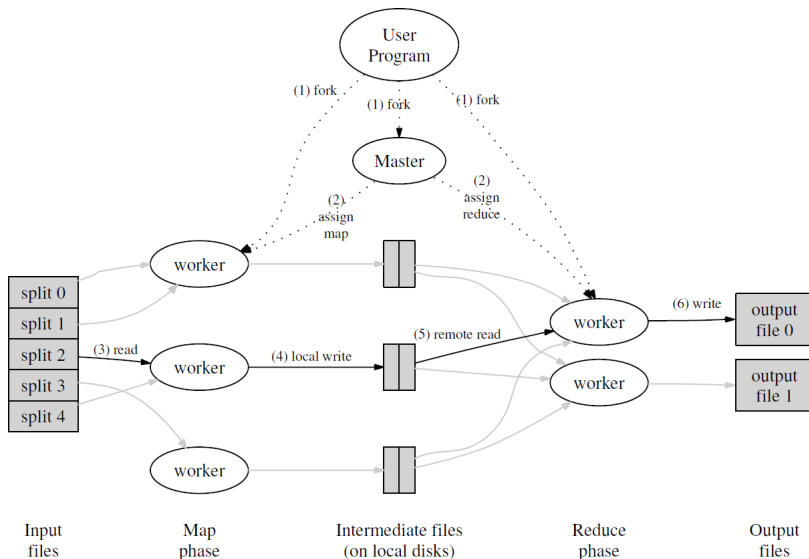 User
Program
(1) fork
(1) fork
(1) fork
Master
(2)
assign
map
(2)
assign
reduce
worker
split 0
split 1
split 2
split 3
split 4
(3) read
worker
(4) local write
(5) remote read
worker
(6) write
output
file 0
worker
output
file 1
worker
Input
files
Map
phase
Intermediate files
(on local disks)
Reduce
phase
Output
files